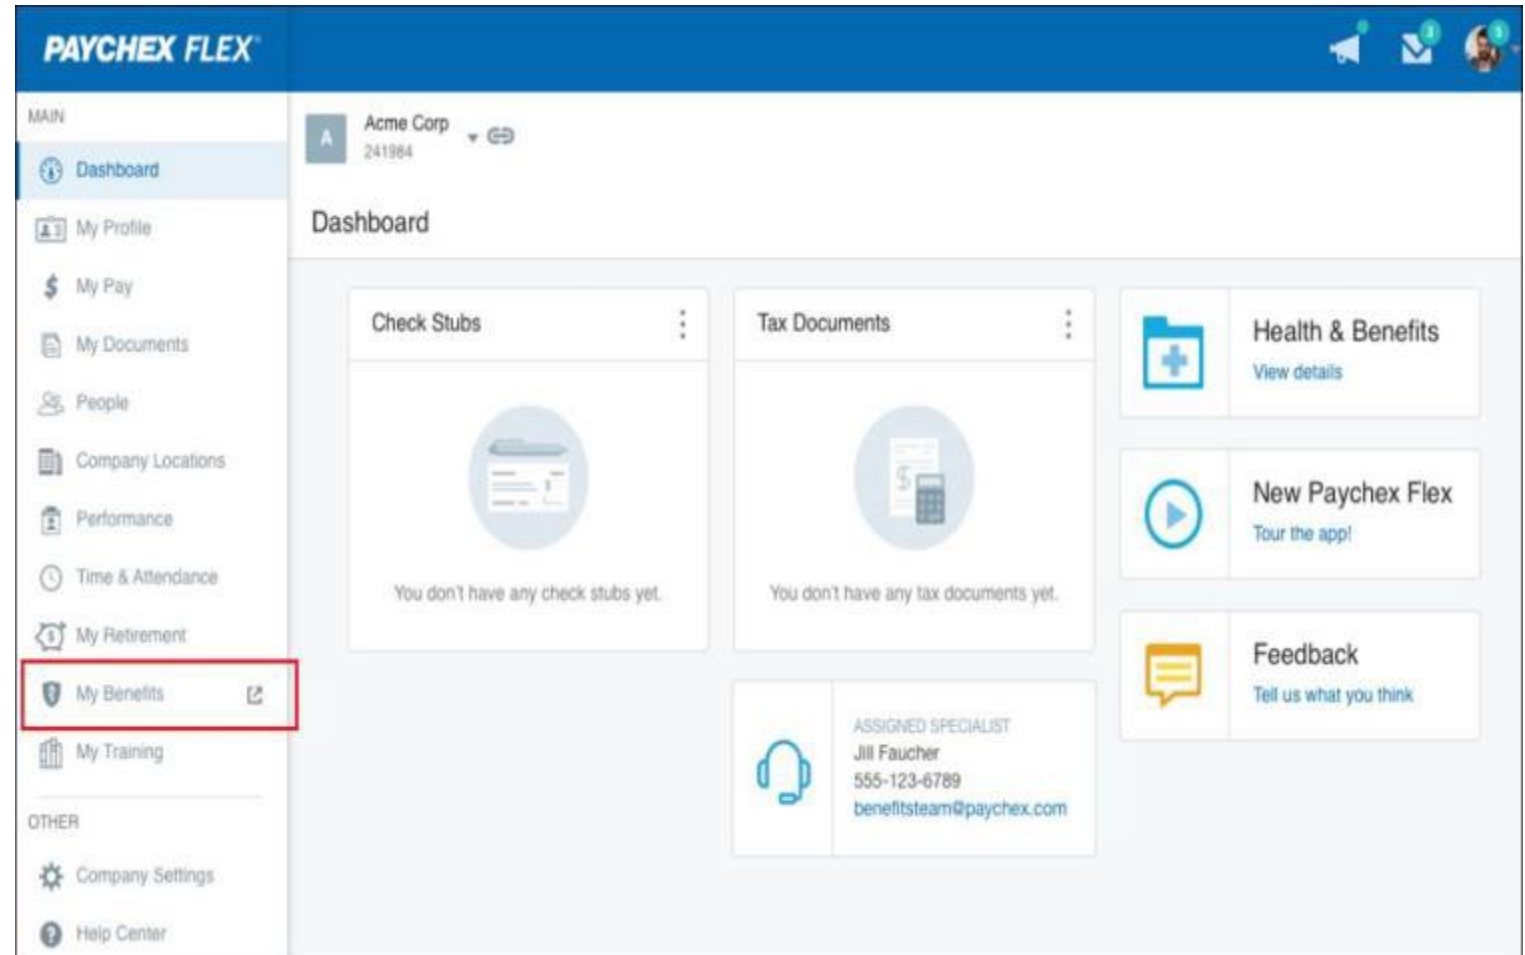 PAYCHEX FLEX
MAIN
Dashboard
My Profile
My Pay
My Documents
People
Company Locations
Performance
Time & Attendance
My Retirement
My Benefits
My Training
OTHER
Company Settings
Help Center
A
Acme Corp
241984
Dashboard
Check Stubs
You don't have any check stubs yet.
Tax Documents
$
You don't have any tax documents yet.
ASSIGNED SPECIALIST
Jill Faucher
555-123-6789
benefitsteam@paychex.com
Health & Benefits
View details
New Paychex Flex
Tour the app!
Feedback
Tell us what you think